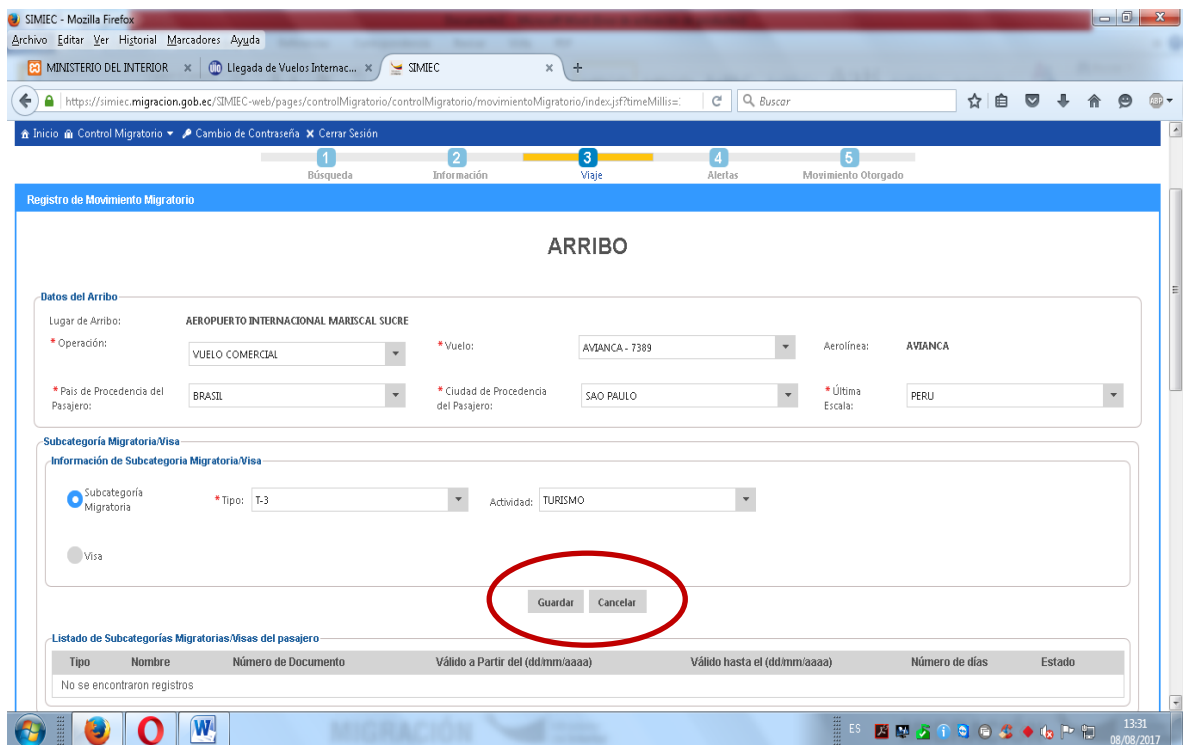 SIMIEC - Mozilla Firefox
Archivo Editar Ver Historial Marcadores Ayuda
MINISTERIO DEL INTERIOR × Llegada de Vuelos Internac... × SIMIEC × +
https://simiec.migracion.gob.ec/SIMIEC-web/pages/controlMigratorio/controlMigratorio/movimientoMigratorio/index.jsf?timeMillis=: Buscar ABP
Inicio Control Migratorio Cambio de Contraseña Cerrar Sesión
1 2 3 4 5
Búsqueda Información Viaje Alertas Movimiento Otorgado
Registro de Movimiento Migratorio
ARRIBO
Datos del Arribo
Lugar de Arribo: AEROPUERTO INTERNACIONAL MARISCAL SUCRE
* Operación: VUELO COMERCIAL * Vuelo: AVIANCA - 7389 Aerolínea: AVIANCA
* Pais de Procedencia del Pasajero: BRASIL * Ciudad de Procedencia del Pasajero: SAO PAULO * Última Escala: PERU
Subcategoría Migratoria/Visa
Información de Subcategoria Migratoria/Visa
Subcategoría Migratoria * Tipo: T-3 Actividad: TURISMO
Visa
Guardar Cancelar
Listado de Subcategorías Migratorias/Visas del pasajero
Tipo Nombre Número de Documento Válido a Partir del (dd/mm/aaaa) Válido hasta el (dd/mm/aaaa) Número de días Estado
No se encontraron registros
MIGRACIÓN
ES 13:31
08/08/2017